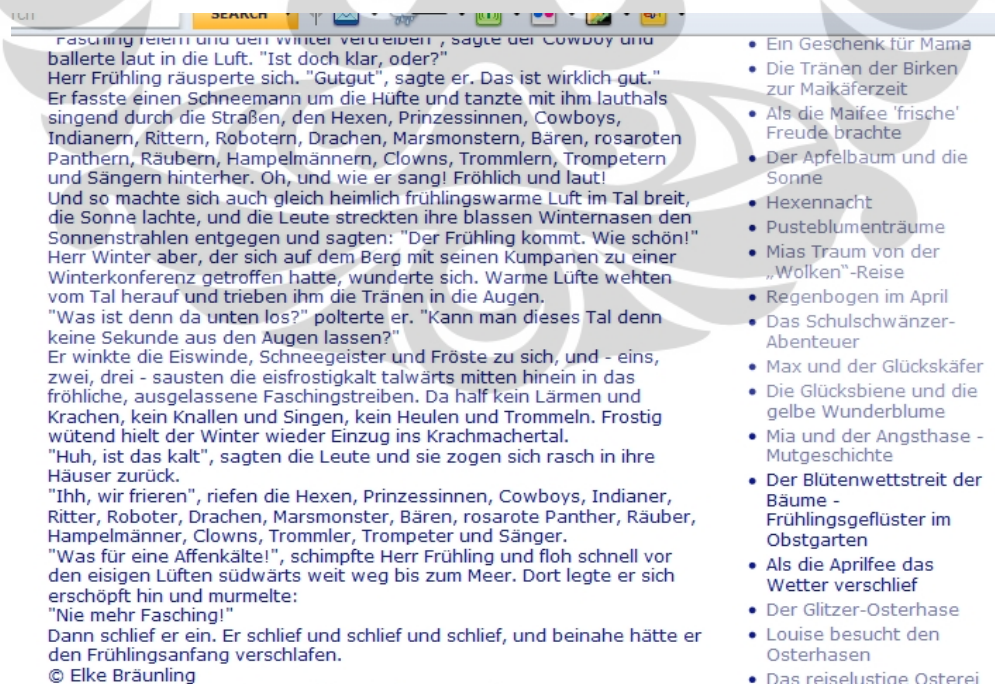 rch
SEARCH
"Fasching feiern und den Winter vertreiben", sagte der Cowboy und
ballerte laut in die Luft. "Ist doch klar, oder?"
Herr Frühling räusperte sich. "Gutgut", sagte er. Das ist wirklich gut."
Er fasste einen Schneemann um die Hüfte und tanzte mit ihm lauthals
singend durch die Straßen, den Hexen, Prinzessinnen, Cowboys,
Indianern, Rittern, Robotern, Drachen, Marsmonstern, Bären, rosaroten
Panthern, Räubern, Hampelmännern, Clowns, Trommlern, Trompetern
und Sängern hinterher. Oh, und wie er sang! Fröhlich und laut!
Und so machte sich auch gleich heimlich frühlingswarme Luft im Tal breit,
die Sonne lachte, und die Leute streckten ihre blassen Winternasen den
Sonnenstrahlen entgegen und sagten: "Der Frühling kommt. Wie schön!"
Herr Winter aber, der sich auf dem Berg mit seinen Kumpanen zu einer
Winterkonferenz getroffen hatte, wunderte sich. Warme Lüfte wehten
vom Tal herauf und trieben ihm die Tränen in die Augen.
"Was ist denn da unten los?" polterte er. "Kann man dieses Tal denn
keine Sekunde aus den Augen lassen?"
Er winkte die Eiswinde, Schneegeister und Fröste zu sich, und - eins,
zwei, drei - sausten die eisfrostigkalt talwärts mitten hinein in das
fröhliche, ausgelassene Faschingstreiben. Da half kein Lärmen und
Krachen, kein Knallen und Singen, kein Heulen und Trommeln. Frostig
wütend hielt der Winter wieder Einzug ins Krachmachertal.
"Huh, ist das kalt", sagten die Leute und sie zogen sich rasch in ihre
Häuser zurück.
"Ihh, wir frieren", riefen die Hexen, Prinzessinnen, Cowboys, Indianer,
Ritter, Roboter, Drachen, Marsmonster, Bären, rosarote Panther, Räuber,
Hampelmänner, Clowns, Trommler, Trompeter und Sänger.
"Was für eine Affenkälte!", schimpfte Herr Frühling und floh schnell vor
den eisigen Lüften südwärts weit weg bis zum Meer. Dort legte er sich
erschöpft hin und murmelte:
"Nie mehr Fasching!"
Dann schlief er ein. Er schlief und schlief und schlief, und beinahe hätte er
den Frühlingsanfang verschlafen.
© Elke Bräunling
Ein Geschenk für Mama
Die Tränen der Birken
zur Maikäferzeit
Als die Maifee 'frische'
Freude brachte
Der Apfelbaum und die
Sonne
Hexennacht
Pusteblumenträume
Mias Traum von der
„Wolken“-Reise
Regenbogen im April
Das Schulschwänzer-
Abenteuer
Max und der Glückskäfer
Die Glücksbiene und die
gelbe Wunderblume
Mia und der Angsthase -
Mutgeschichte
Der Blütenwettstreit der
Bäume -
Frühlingsgeflüster im
Obstgarten
Als die Aprilfee das
Wetter verschlief
Der Glitzer-Osterhase
Louise besucht den
Osterhasen
Das reiselustige Osterei